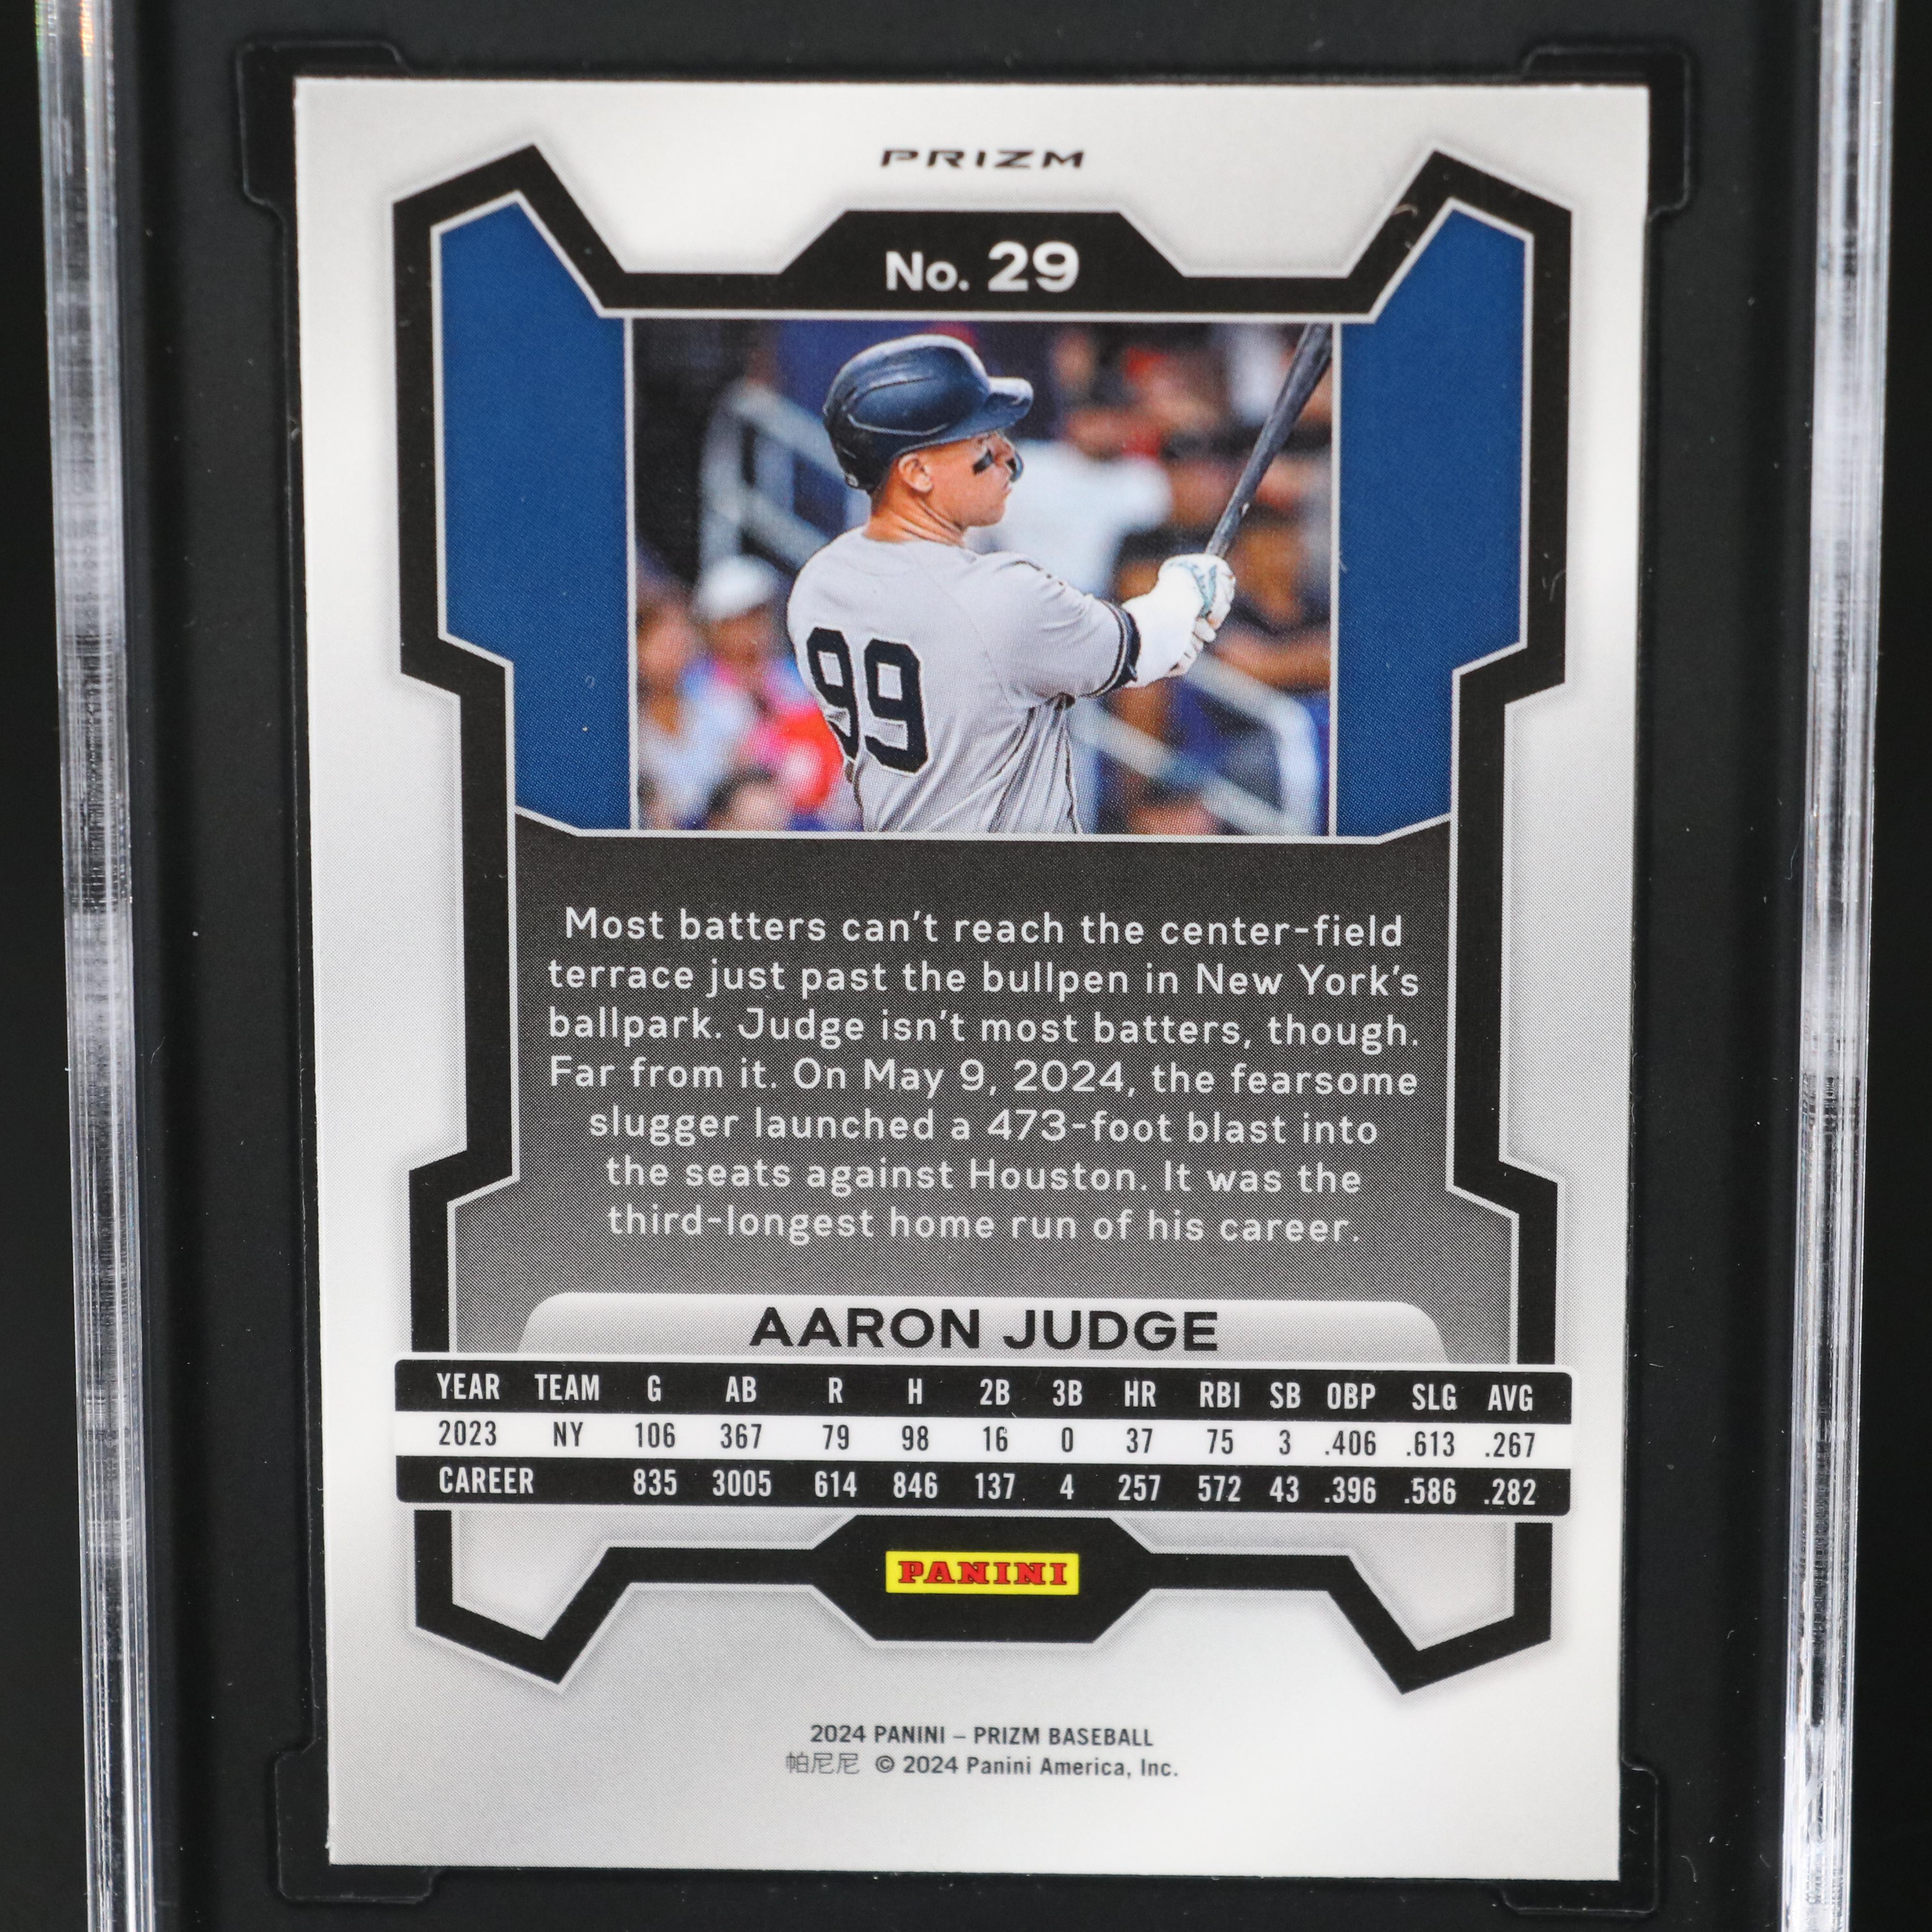 PRIZM
No. 29
99
Most batters can't reach the center-field
terrace just past the bullpen in New York's
ballpark. Judge isn't most batters, though.
Far from it. On May 9, 2024, the fearsome
slugger launched a 473-foot blast into
the seats against Houston. It was the
third-longest home run of his career.
AARON JUDGE
YEAR TEAM G AB R H 2B 3B HR RBI SB OBP SLG AVG
2023 NY 106 367 79 98 16 0 37 75 3 .406 .613 .267
CAREER 835 3005 614 846 137 4 257 572 43 .396 .586 .282
PANINI
2024 PANINI – PRIZM BASEBALL
帕尼尼 © 2024 Panini America, Inc.